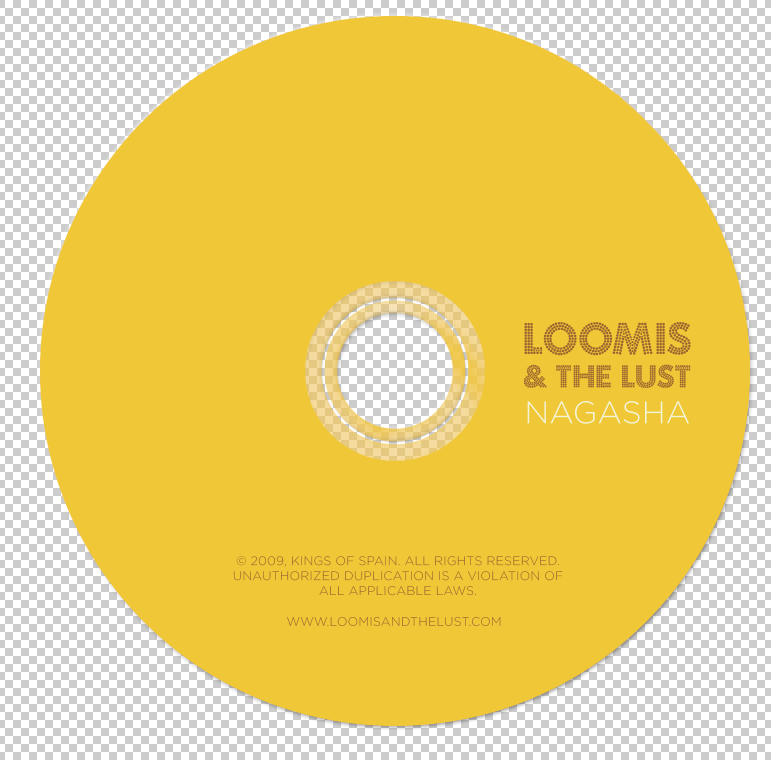 LOOMIS
& THE LUST
NAGASHA
© 2009, KINGS OF SPAIN. ALL RIGHTS RESERVED.
UNAUTHORIZED DUPLICATION IS A VIOLATION OF
ALL APPLICABLE LAWS.
WWW.LOOMISANDTHELUST.COM